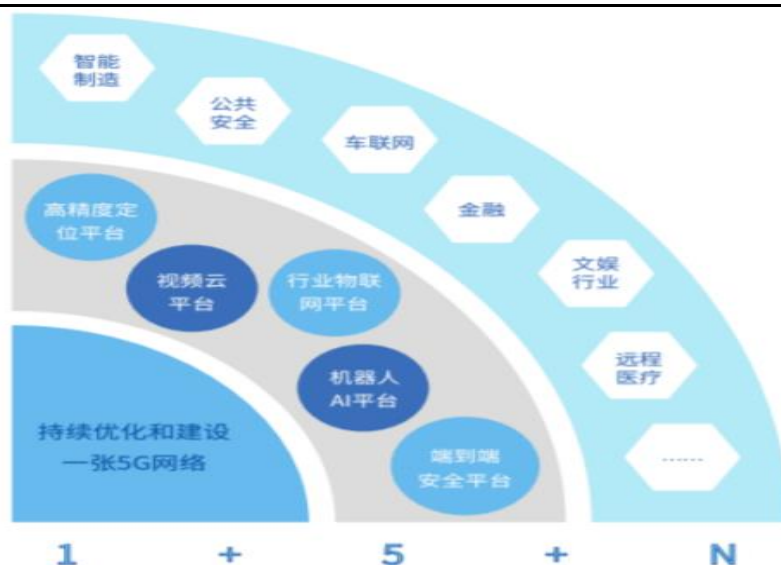 智能
制造
公共
安全
车联网
金融
文娱
行业
远程
医疗
······
高精度定
位平台
视频云
平台
行业物联
网平台
机器人
AI平台
端到端
安全平台
持续优化和建设
一张5G网络
1 + 5 + N